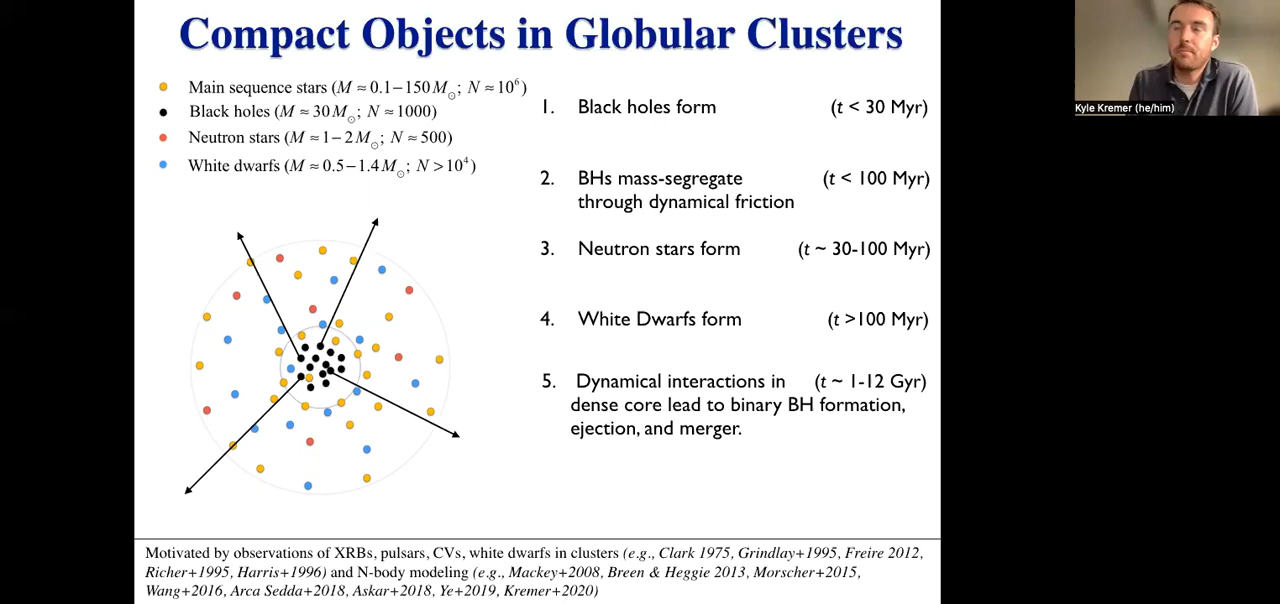 Compact Objects in Globular Clusters
Main sequence stars (M ≈ 0.1−150 M⊙; N ≈ 10⁶)
Black holes (M ≈ 30 M⊙; N ≈ 1000)
Neutron stars (M ≈ 1−2 M⊙; N ≈ 500)
White dwarfs (M ≈ 0.5−1.4 M⊙; N > 10⁴)
1. Black holes form (t < 30 Myr)
2. BHs mass-segregate (t < 100 Myr)
through dynamical friction
3. Neutron stars form (t ~ 30-100 Myr)
4. White Dwarfs form (t >100 Myr)
5. Dynamical interactions in (t ~ 1-12 Gyr)
dense core lead to binary BH formation,
ejection, and merger.
Motivated by observations of XRBs, pulsars, CVs, white dwarfs in clusters (e.g., Clark 1975, Grindlay+1995, Freire 2012,
Richer+1995, Harris+1996) and N-body modeling (e.g., Mackey+2008, Breen & Heggie 2013, Morscher+2015,
Wang+2016, Arca Sedda+2018, Askar+2018, Ye+2019, Kremer+2020)
Kyle Kremer (he/him)